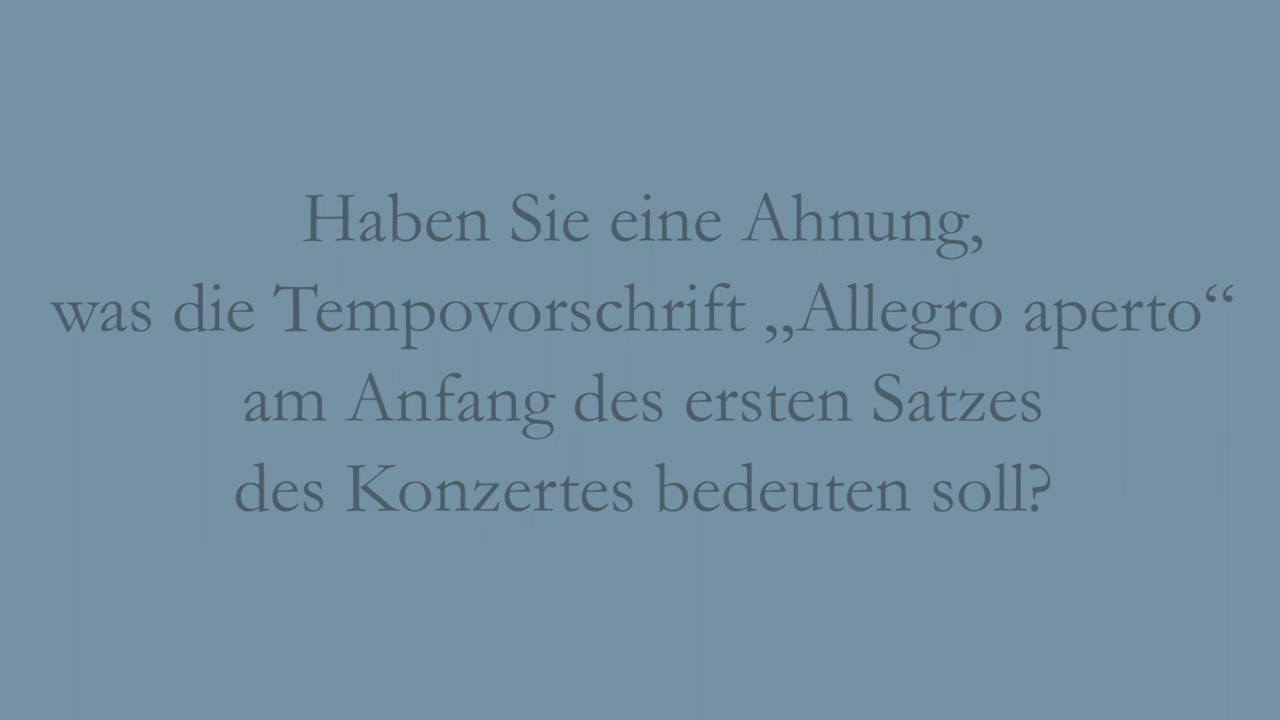 Haben Sie eine Ahnung,
was die Tempovorschrift „Allegro aperto“
am Anfang des ersten Satzes
des Konzertes bedeuten soll?